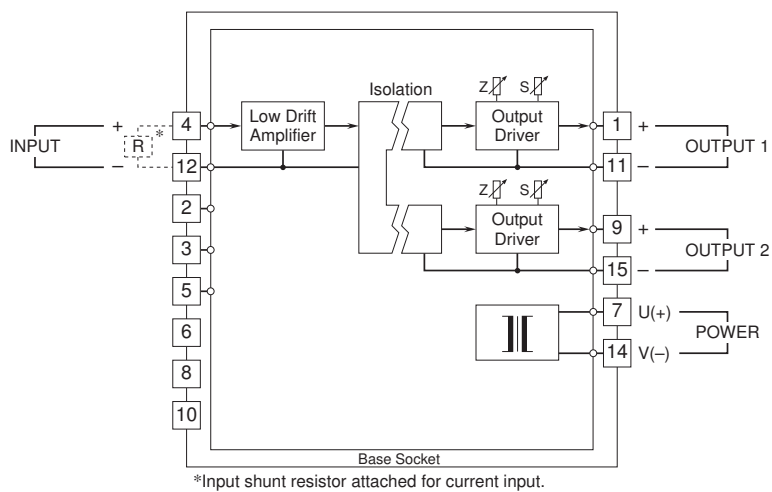 Isolation
Z S
Low Drift
Amplifier
Output
Driver
INPUT
+
–
R
*
4
12
2
3
5
6
8
10
1 +
11 –
OUTPUT 1
Z S
Output
Driver
9 +
15 –
OUTPUT 2
7 U(+)
14 V(–)
POWER
Base Socket
*Input shunt resistor attached for current input.